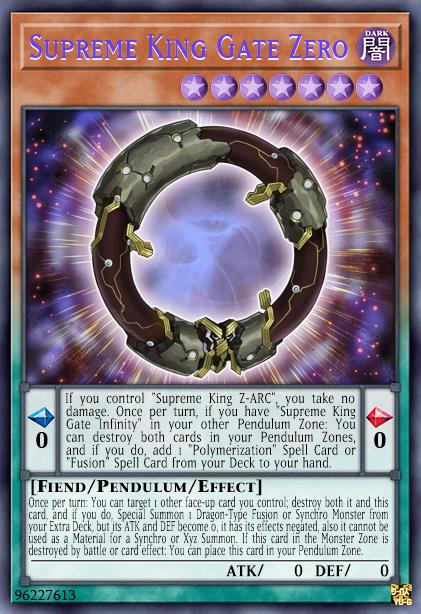 Supreme King Gate Zero
DARK
闇
If you control "Supreme King Z-ARC", you take no
damage. Once per turn, if you have "Supreme King
Gate Infinity" in your other Pendulum Zone: You
can destroy both cards in your Pendulum Zones,
and if you do, add 1 "Polymerization" Spell Card or
"Fusion" Spell Card from your Deck to your hand.
0
0
[Fiend/Pendulum/Effect]
Once per turn: You can target 1 other face-up card you control; destroy both it and this
card, and if you do, Special Summon 1 Dragon-Type Fusion or Synchro Monster from
your Extra Deck, but its ATK and DEF become 0, it has its effects negated, also it cannot be
used as a Material for a Synchro or Xyz Summon. If this card in the Monster Zone is
destroyed by battle or card effect: You can place this card in your Pendulum Zone.
ATK/ 0 DEF/ 0
96227613